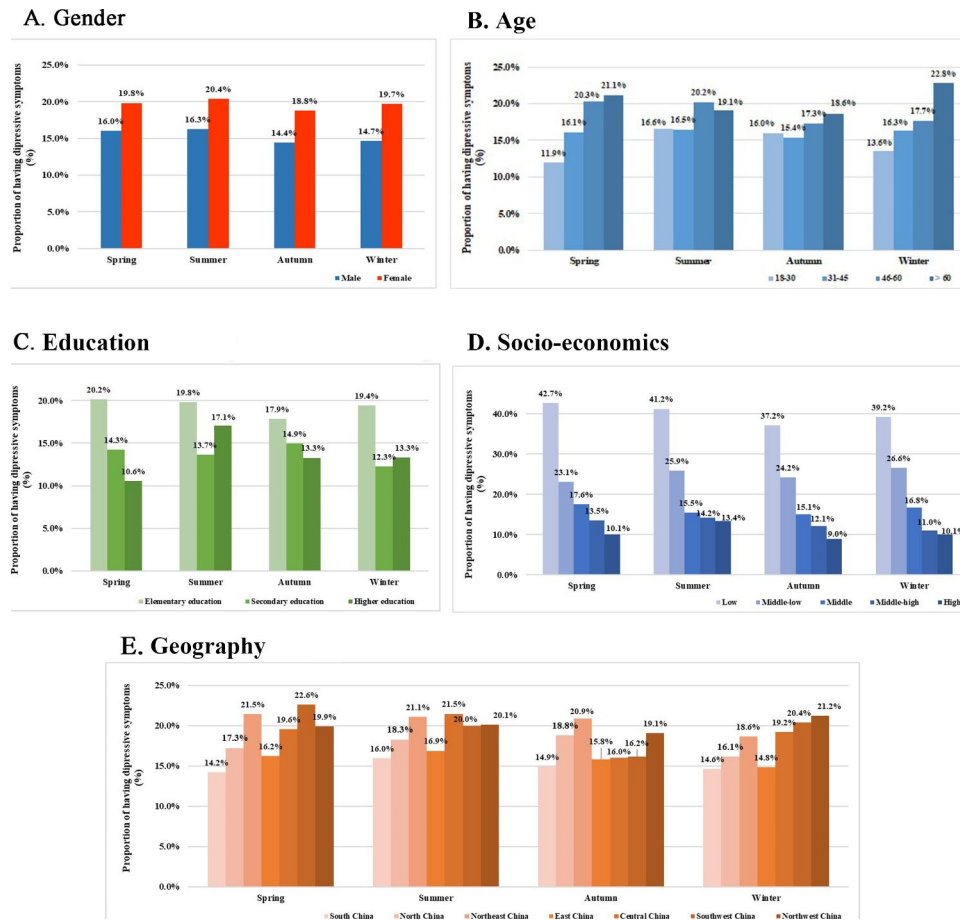 A. Gender
Proportion of having dipressive symptoms
(%)
25.0%
20.0%
15.0%
10.0%
5.0%
0.0%
16.0%
19.8%
16.3%
20.4%
14.4%
18.8%
14.7%
19.7%
Spring
Summer
Autumn
Winter
Male
Female
B. Age
Proportion of having dipressive symptoms
(%)
25.0%
20.0%
15.0%
10.0%
5.0%
0.0%
11.9%
16.1%
20.3%
21.1%
16.6%
16.5%
20.2%
19.1%
16.0%
15.4%
17.3%
18.6%
13.6%
16.3%
17.7%
22.8%
Spring
Summer
Autumn
Winter
18-30
31-45
46-60
> 60
C. Education
Proportion of having dipressive symptoms
(%)
20.0%
15.0%
10.0%
5.0%
0.0%
20.2%
14.3%
10.6%
19.8%
13.7%
17.1%
17.9%
14.9%
13.3%
19.4%
12.3%
13.3%
Spring
Summer
Autumn
Winter
Elementary education
Secondary education
Higher education
D. Socio-economics
Proportion of having dipressive symptoms
(%)
40.0%
30.0%
20.0%
10.0%
0.0%
42.7%
23.1%
17.6%
13.5%
10.1%
41.2%
25.9%
15.5%
14.2%
13.4%
37.2%
24.2%
15.1%
12.1%
9.0%
39.2%
26.6%
16.8%
11.0%
10.1%
Spring
Summer
Autumn
Winter
Low
Middle-low
Middle
Middle-high
High
E. Geography
Proportion of having dipressive symptoms
(%)
25.0%
20.0%
15.0%
10.0%
5.0%
0.0%
14.2%
17.3%
21.5%
16.2%
19.6%
22.6%
19.9%
16.0%
18.3%
21.1%
16.9%
21.5%
20.0%
20.1%
14.9%
18.8%
20.9%
15.8%
16.0%
16.2%
19.1%
14.6%
16.1%
18.6%
14.8%
19.2%
20.4%
21.2%
Spring
Summer
Autumn
Winter
South China
North China
Northeast China
East China
Central China
Southwest China
Northwest China